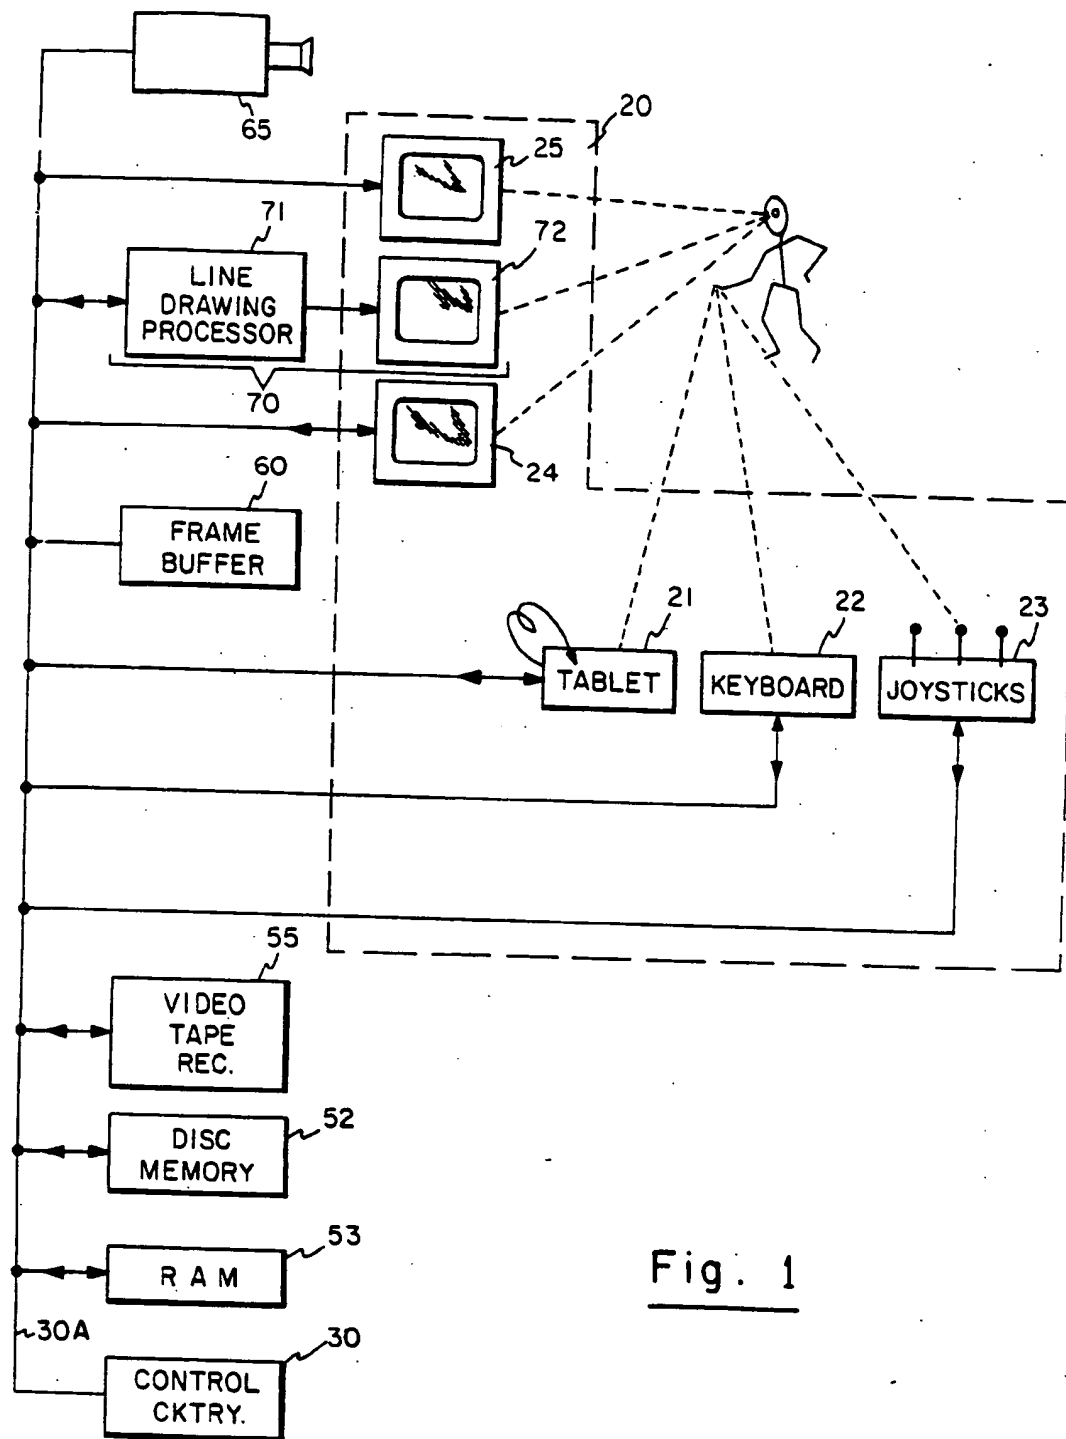 65
20
25
71
LINE
DRAWING
PROCESSOR
72
70
24
60
FRAME
BUFFER
21
TABLET
22
KEYBOARD
23
JOYSTICKS
55
VIDEO
TAPE
REC.
52
DISC
MEMORY
53
RAM
30A
30
CONTROL
CKTRY.
Fig. 1